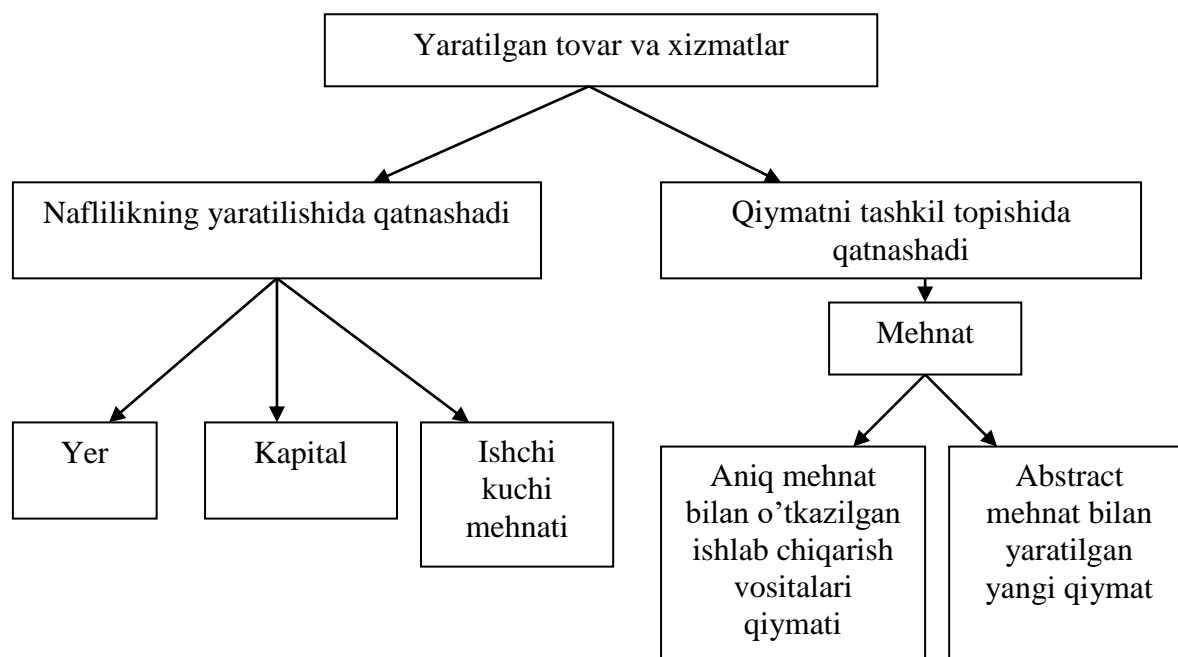 Yaratilgan tovar va xizmatlar
Naflilikning yaratilishida qatnashadi
Qiymatni tashkil topishida
qatnashadi
Mehnat
Yer
Kapital
Ishchi
kuchi
mehnati
Aniq mehnat
bilan o’tkazilgan
ishlab chiqarish
vositalari
qiymati
Abstract
mehnat bilan
yaratilgan
yangi qiymat